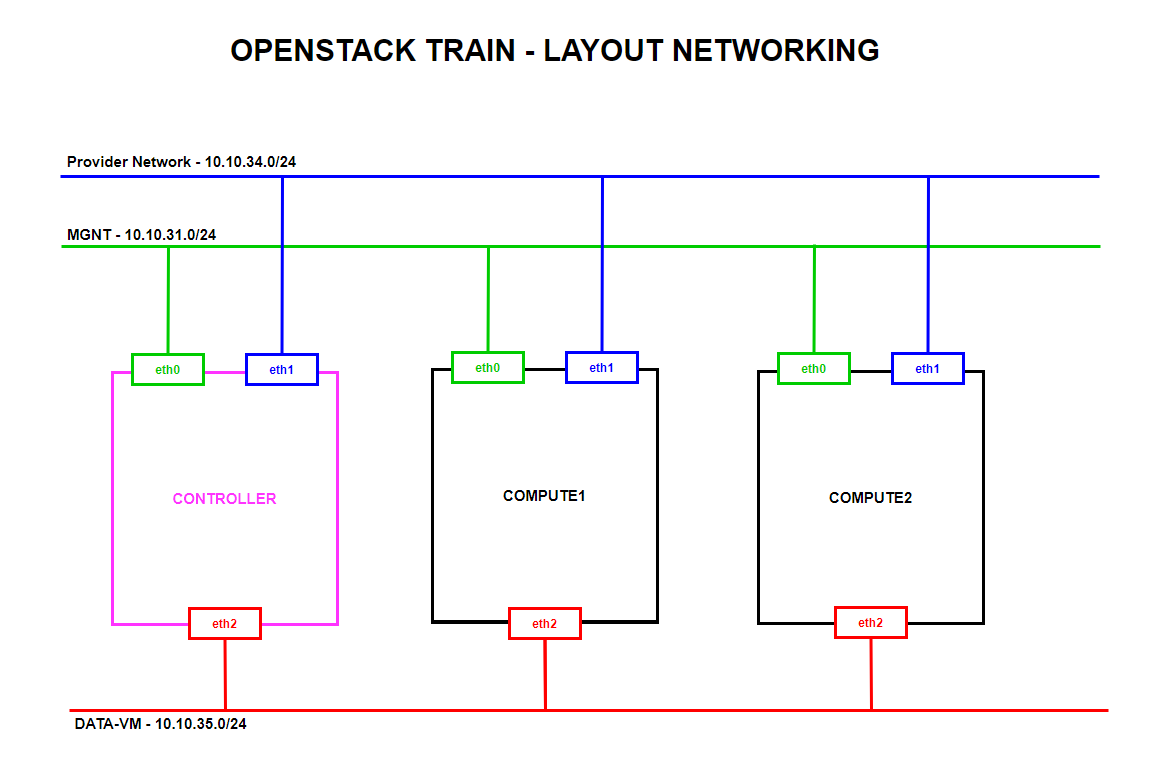 OPENSTACK TRAIN - LAYOUT NETWORKING
Provider Network - 10.10.34.0/24
MGNT - 10.10.31.0/24
eth0
eth1
eth0
eth1
eth0
eth1
CONTROLLER
COMPUTE1
COMPUTE2
eth2
eth2
eth2
DATA-VM - 10.10.35.0/24